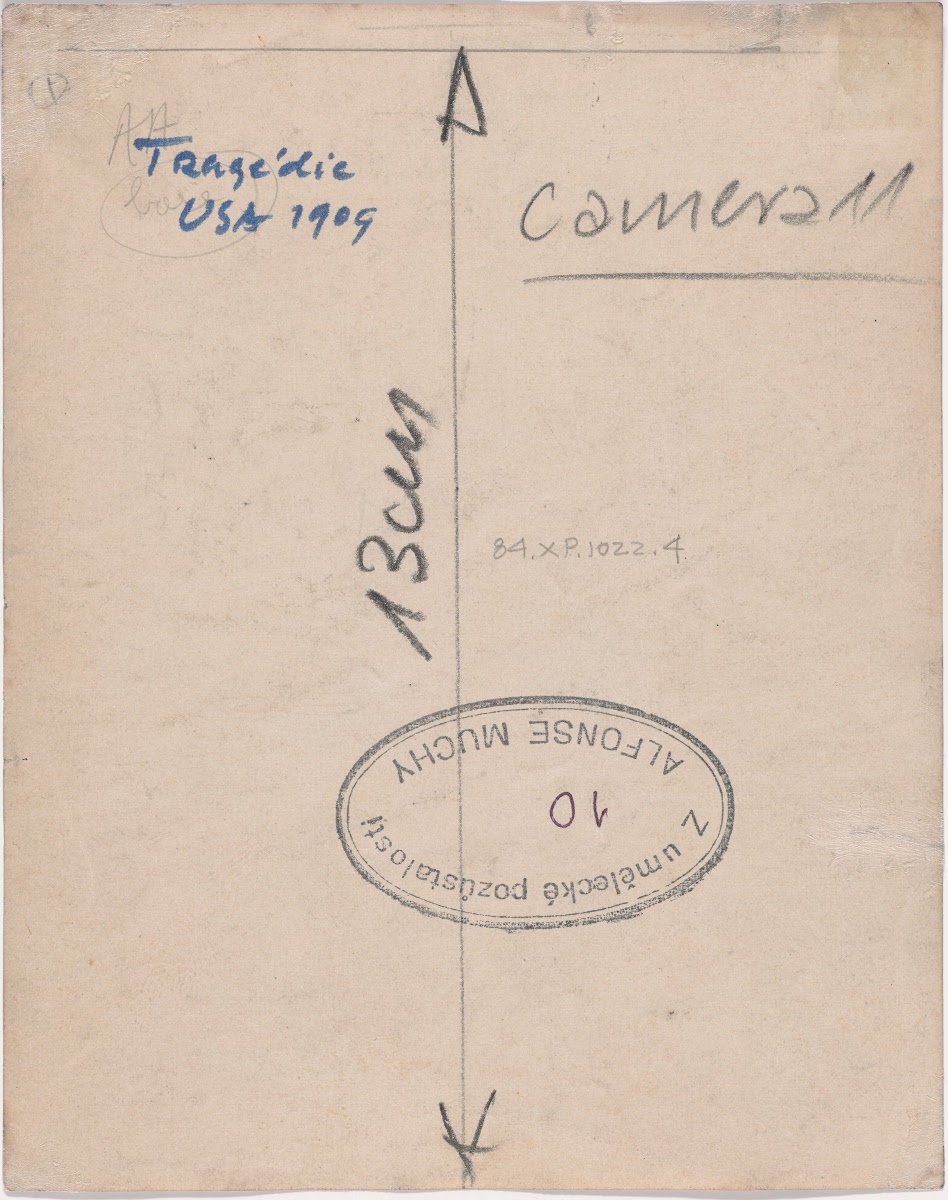 Tragédie
USA 1909
Camera 11
13cm
84.XP.1022.4
Z umělecké pozůstalosti
10
ALFONSE MUCHY